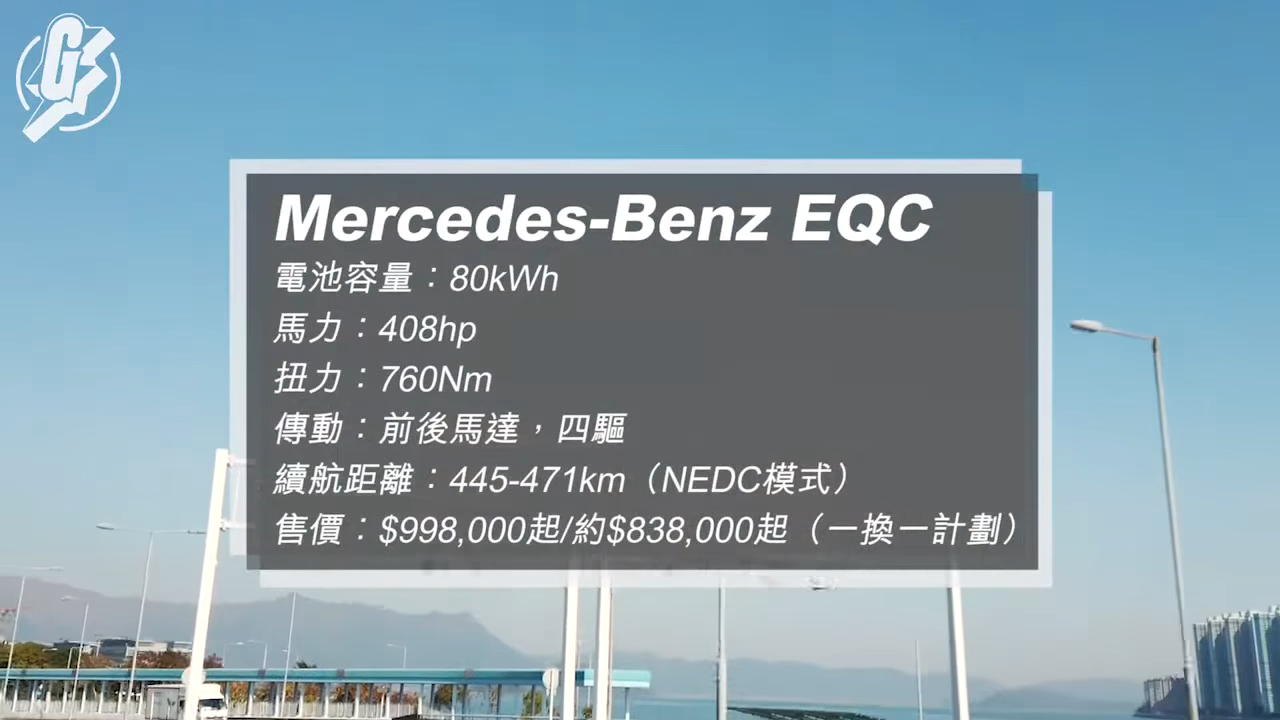 G
Mercedes-Benz EQC
電池容量：80kWh
馬力：408hp
扭力：760Nm
傳動：前後馬達，四驅
續航距離：445-471km（NEDC模式）
售價：$998,000起/約$838,000起（一換一計劃）